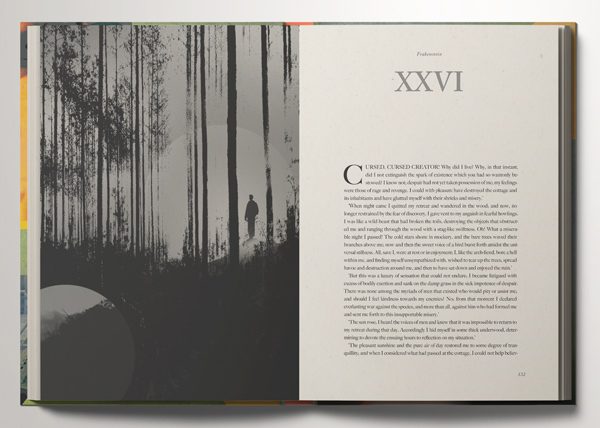 Frankenstein
XXVI
CURSED, CURSED CREATOR! Why did I live? Why, in that instant,
did I not extinguish the spark of existence which you had so wantonly be
stowed? I know not; despair had not yet taken possession of me; my feelings
were those of rage and revenge. I could with pleasure have destroyed the cottage and
its inhabitants and have glutted myself with their shrieks and misery.
'When night came I quitted my retreat and wandered in the wood; and now, no
longer restrained by the fear of discovery, I gave vent to my anguish in fearful howlings.
I was like a wild beast that had broken the toils, destroying the objects that obstruct-
ed me and ranging through the wood with a stag-like swiftness. Oh! What a misera-
ble night I passed! The cold stars shone in mockery, and the bare trees waved their
branches above me; now and then the sweet voice of a bird burst forth amidst the uni
versal stillness. All, save I, were at rest or in enjoyment; I, like the arch-fiend, bore a hell
within me, and finding myself unsympathized with, wished to tear up the trees, spread
havoc and destruction around me, and then to have sat down and enjoyed the ruin.'
'But this was a luxury of sensation that could not endure; I became fatigued with
excess of bodily exertion and sank on the damp grass in the sick impotence of despair.
There was none among the myriads of men that existed who would pity or assist me;
and should I feel kindness towards my enemies? No; from that moment I declared
everlasting war against the species, and more than all, against him who had formed me
and sent me forth to this insupportable misery.'
'The sun rose; I heard the voices of men and knew that it was impossible to return to
my retreat during that day. Accordingly I hid myself in some thick underwood, deter-
mining to devote the ensuing hours to reflection on my situation.'
'The pleasant sunshine and the pure air of day restored me to some degree of tran-
quillity; and when I considered what had passed at the cottage, I could not help believ-
132